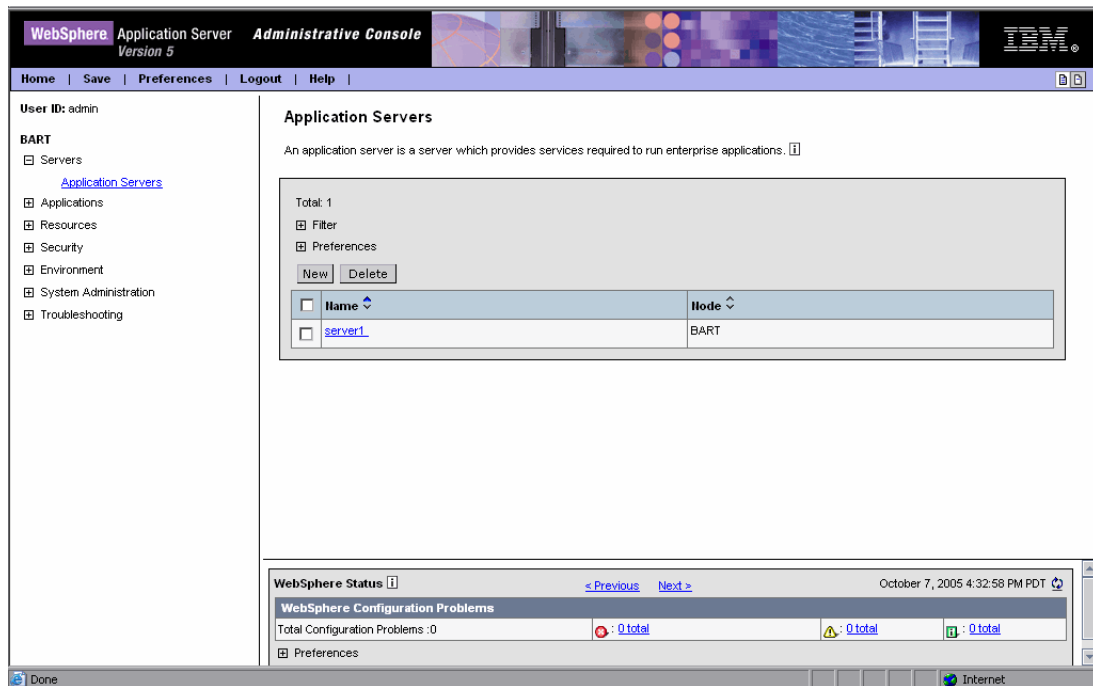 WebSphere Application Server Administrative Console
Version 5
IBM®
Home | Save | Preferences | Logout | Help |
User ID: admin
BART
Servers
Application Servers
Applications
Resources
Security
Environment
System Administration
Troubleshooting
Application Servers
An application server is a server which provides services required to run enterprise applications. i
Total: 1
Filter
Preferences
New Delete
Name Node
server1 BART
WebSphere Status i < Previous Next > October 7, 2005 4:32:58 PM PDT
WebSphere Configuration Problems
Total Configuration Problems :0 : 0 total : 0 total : 0 total
Preferences
Done Internet